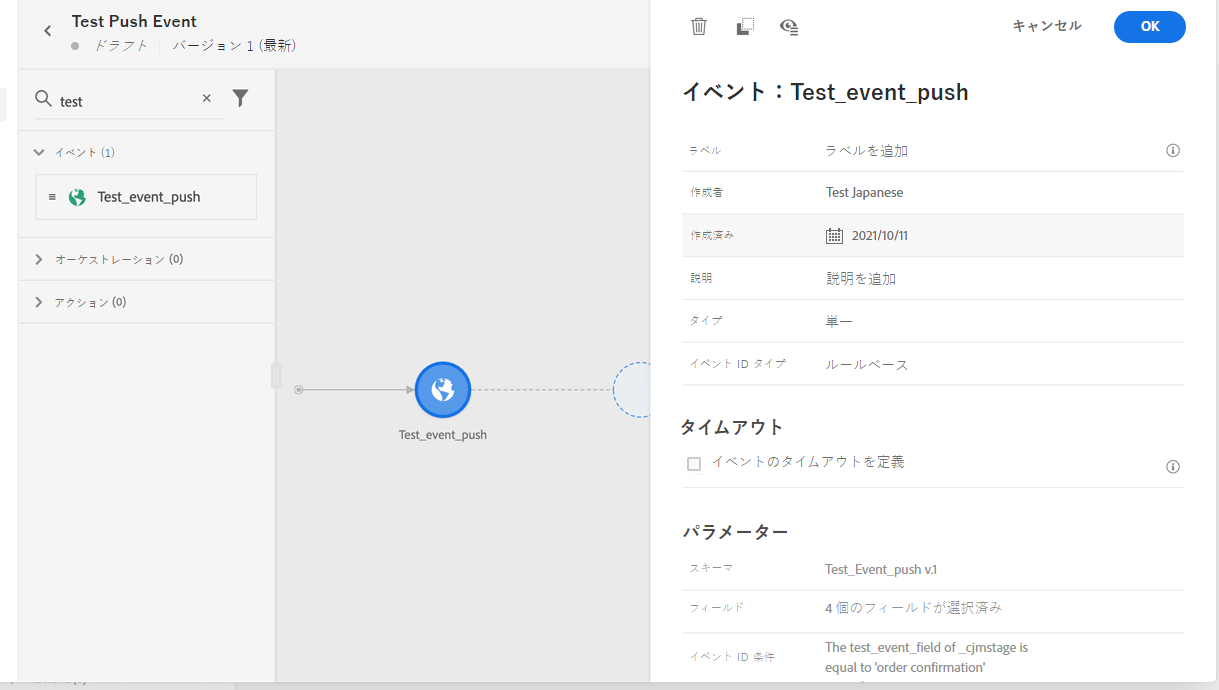 Test Push Event
ドラフト バージョン 1 (最新)
test
イベント (1)
Test_event_push
オーケストレーション (0)
アクション (0)
Test_event_push
キャンセル
OK
イベント：Test_event_push
ラベル ラベルを追加
作成者 Test Japanese
作成済み 2021/10/11
説明 説明を追加
タイプ 単一
イベント ID タイプ ルールベース
タイムアウト
イベントのタイムアウトを定義
パラメーター
スキーマ Test_Event_push v.1
フィールド 4 個のフィールドが選択済み
イベント ID 条件 The test_event_field of _cjmstage is
equal to 'order confirmation'